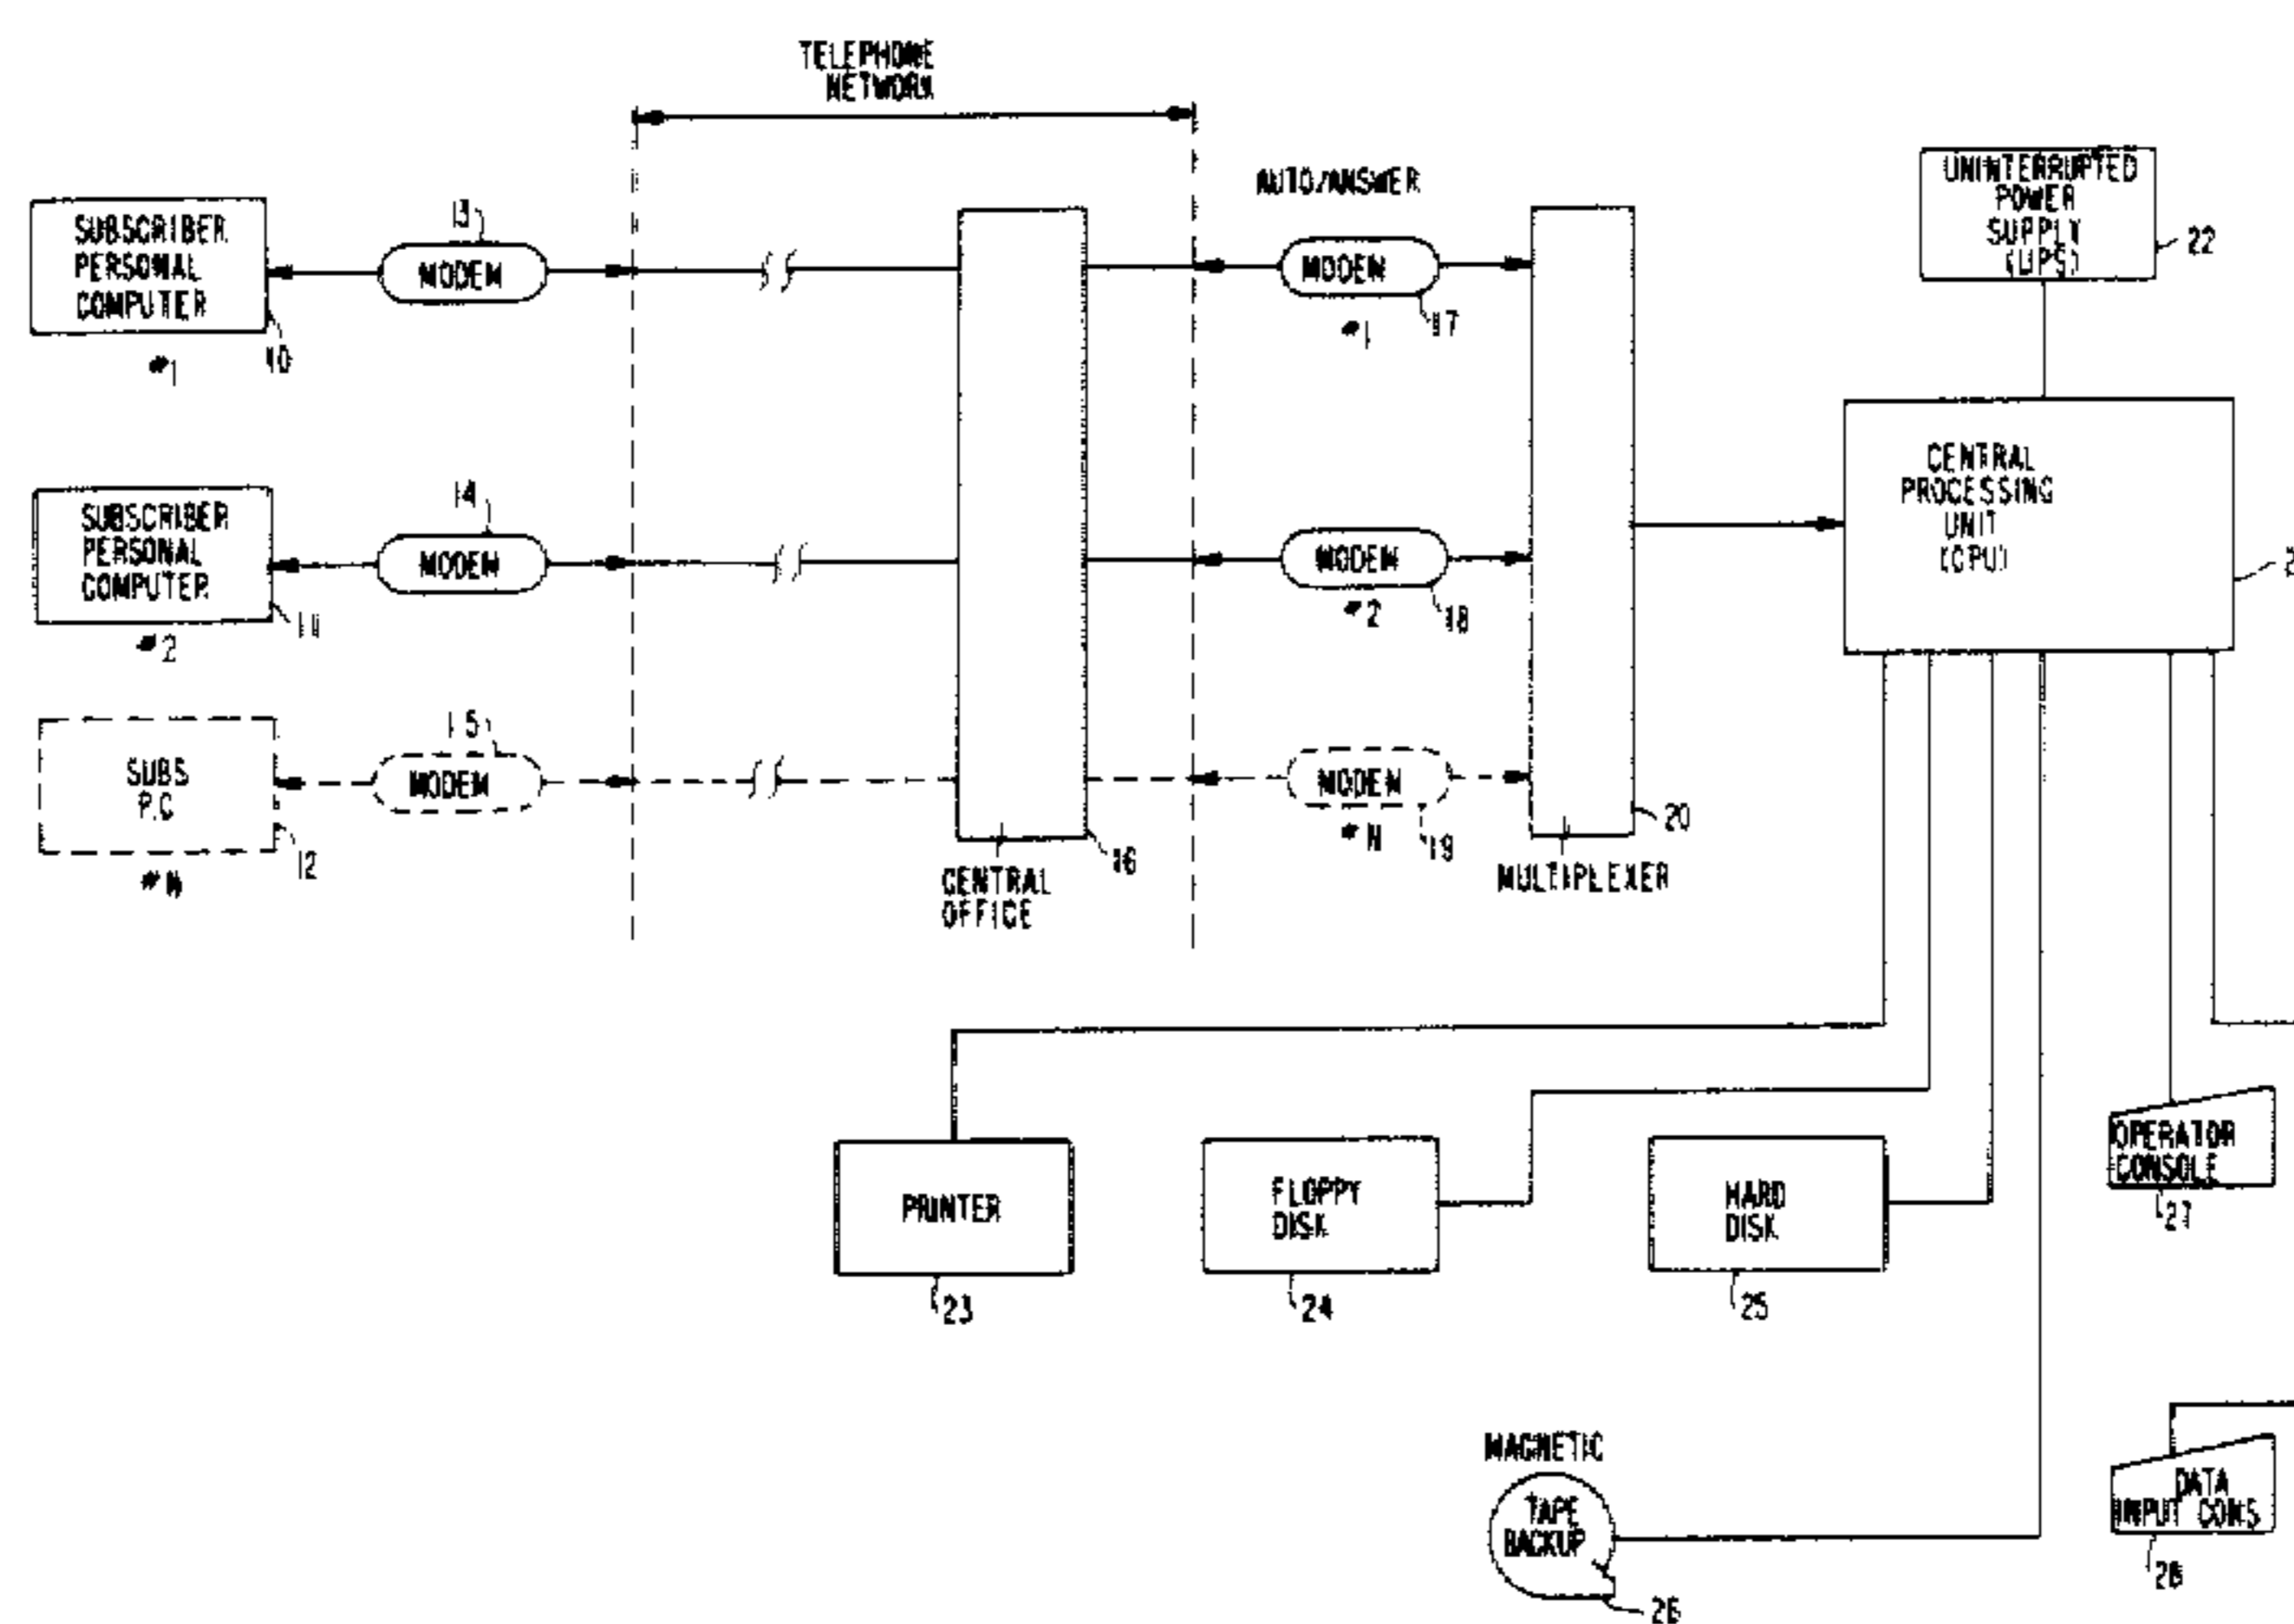 TELEPHONE
NETWORK
AUTO/ANSWER
UNINTERRUPTED
POWER
SUPPLY
(UPS)
22
SUBSCRIBER
PERSONAL
COMPUTER
10
#1
13
MODEM
MODEM
17
#1
CENTRAL
PROCESSING
UNIT
(CPU)
SUBSCRIBER
PERSONAL
COMPUTER
11
#2
14
MODEM
MODEM
18
#2
SUBS
P.C
12
#N
15
MODEM
MODEM
19
#N
16
CENTRAL
OFFICE
20
MULTIPLEXER
PRINTER
23
FLOPPY
DISK
24
HARD
DISK
25
OPERATOR
CONSOLE
27
MAGNETIC
TAPE
BACKUP
26
DATA
INPUT CONS
28